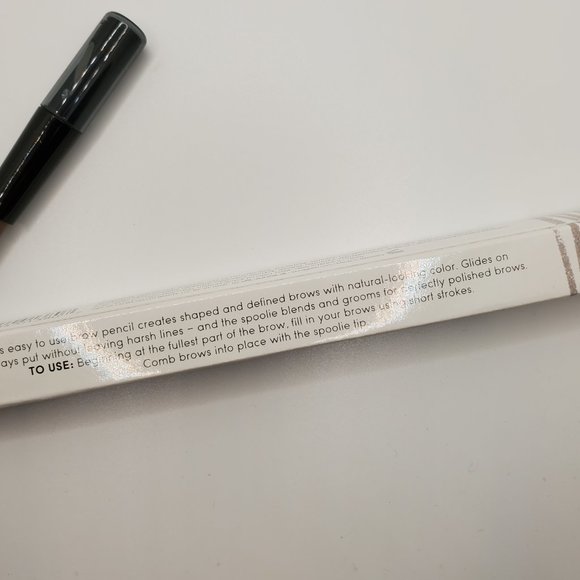 s easy to use brow pencil creates shaped and defined brows with natural-looking color. Glides on
ays put without leaving harsh lines – and the spoolie blends and grooms for perfectly polished brows.
TO USE: Beginning at the fullest part of the brow, fill in your brows using short strokes.
Comb brows into place with the spoolie tip.